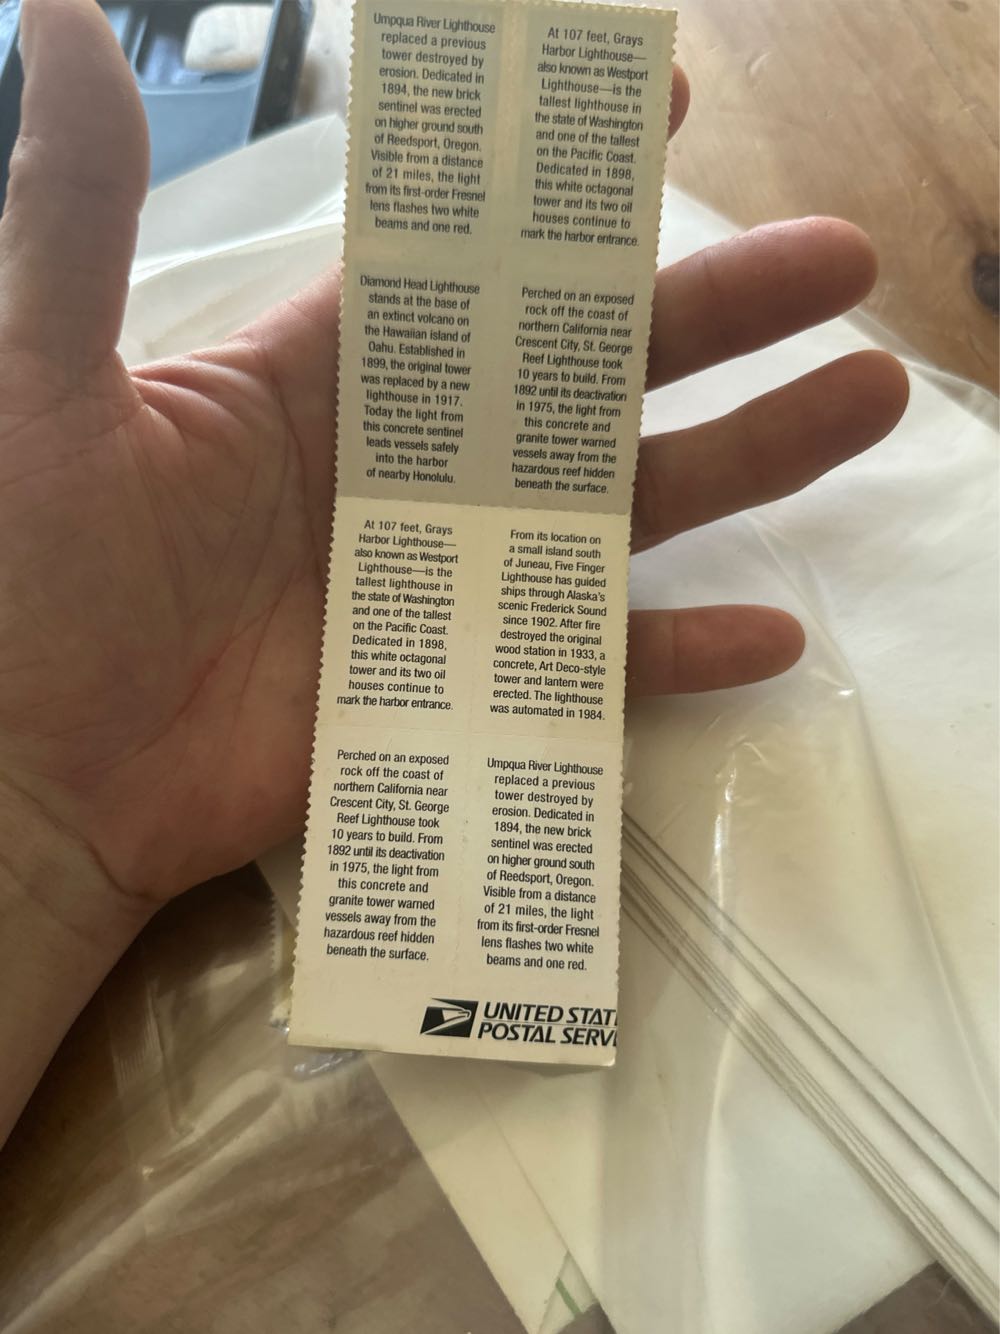 Umpqua River Lighthouse
replaced a previous
tower destroyed by
erosion. Dedicated in
1894, the new brick
sentinel was erected
on higher ground south
of Reedsport, Oregon.
Visible from a distance
of 21 miles, the light
from its first-order Fresnel
lens flashes two white
beams and one red.
At 107 feet, Grays
Harbor Lighthouse—
also known as Westport
Lighthouse—is the
tallest lighthouse in
the state of Washington
and one of the tallest
on the Pacific Coast.
Dedicated in 1898,
this white octagonal
tower and its two oil
houses continue to
mark the harbor entrance.
Diamond Head Lighthouse
stands at the base of
an extinct volcano on
the Hawaiian island of
Oahu. Established in
1899, the original tower
was replaced by a new
lighthouse in 1917.
Today the light from
this concrete sentinel
leads vessels safely
into the harbor
of nearby Honolulu.
Perched on an exposed
rock off the coast of
northern California near
Crescent City, St. George
Reef Lighthouse took
10 years to build. From
1892 until its deactivation
in 1975, the light from
this concrete and
granite tower warned
vessels away from the
hazardous reef hidden
beneath the surface.
At 107 feet, Grays
Harbor Lighthouse—
also known as Westport
Lighthouse—is the
tallest lighthouse in
the state of Washington
and one of the tallest
on the Pacific Coast.
Dedicated in 1898,
this white octagonal
tower and its two oil
houses continue to
mark the harbor entrance.
From its location on
a small island south
of Juneau, Five Finger
Lighthouse has guided
ships through Alaska's
scenic Frederick Sound
since 1902. After fire
destroyed the original
wood station in 1933, a
concrete, Art Deco-style
tower and lantern were
erected. The lighthouse
was automated in 1984.
Perched on an exposed
rock off the coast of
northern California near
Crescent City, St. George
Reef Lighthouse took
10 years to build. From
1892 until its deactivation
in 1975, the light from
this concrete and
granite tower warned
vessels away from the
hazardous reef hidden
beneath the surface.
Umpqua River Lighthouse
replaced a previous
tower destroyed by
erosion. Dedicated in
1894, the new brick
sentinel was erected
on higher ground south
of Reedsport, Oregon.
Visible from a distance
of 21 miles, the light
from its first-order Fresnel
lens flashes two white
beams and one red.
UNITED STAT
POSTAL SERV